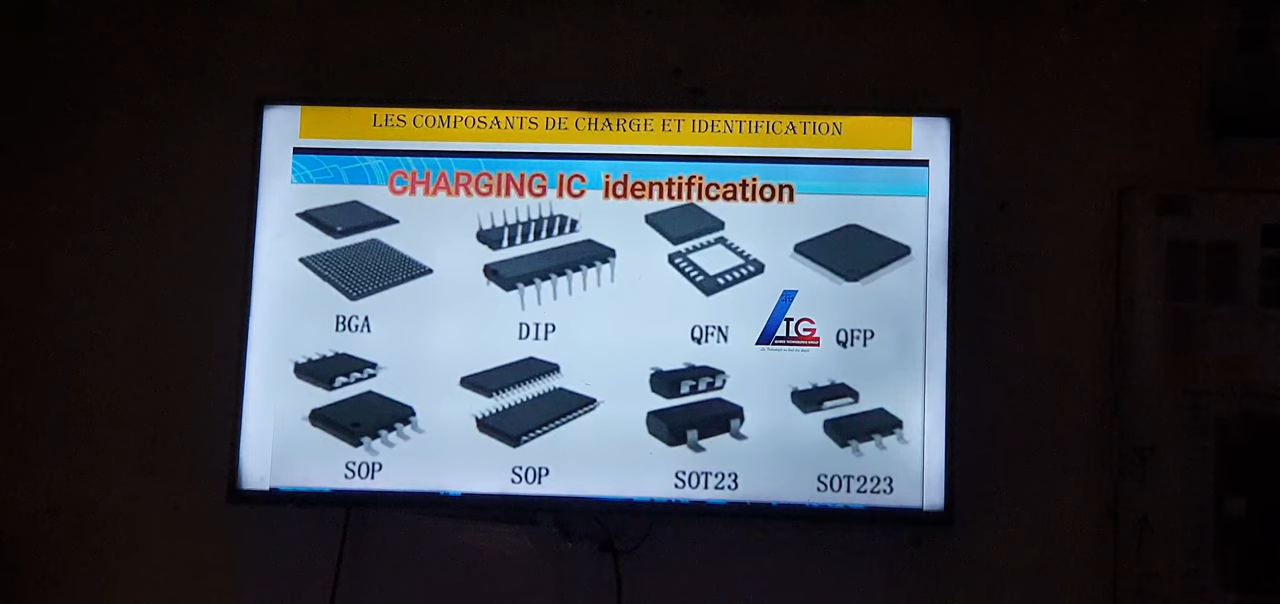 LES COMPOSANTS DE CHARGE ET IDENTIFICATION
CHARGING IC identification
BGA
DIP
QFN
TG
QFP
SOP
SOP
SOT23
SOT223